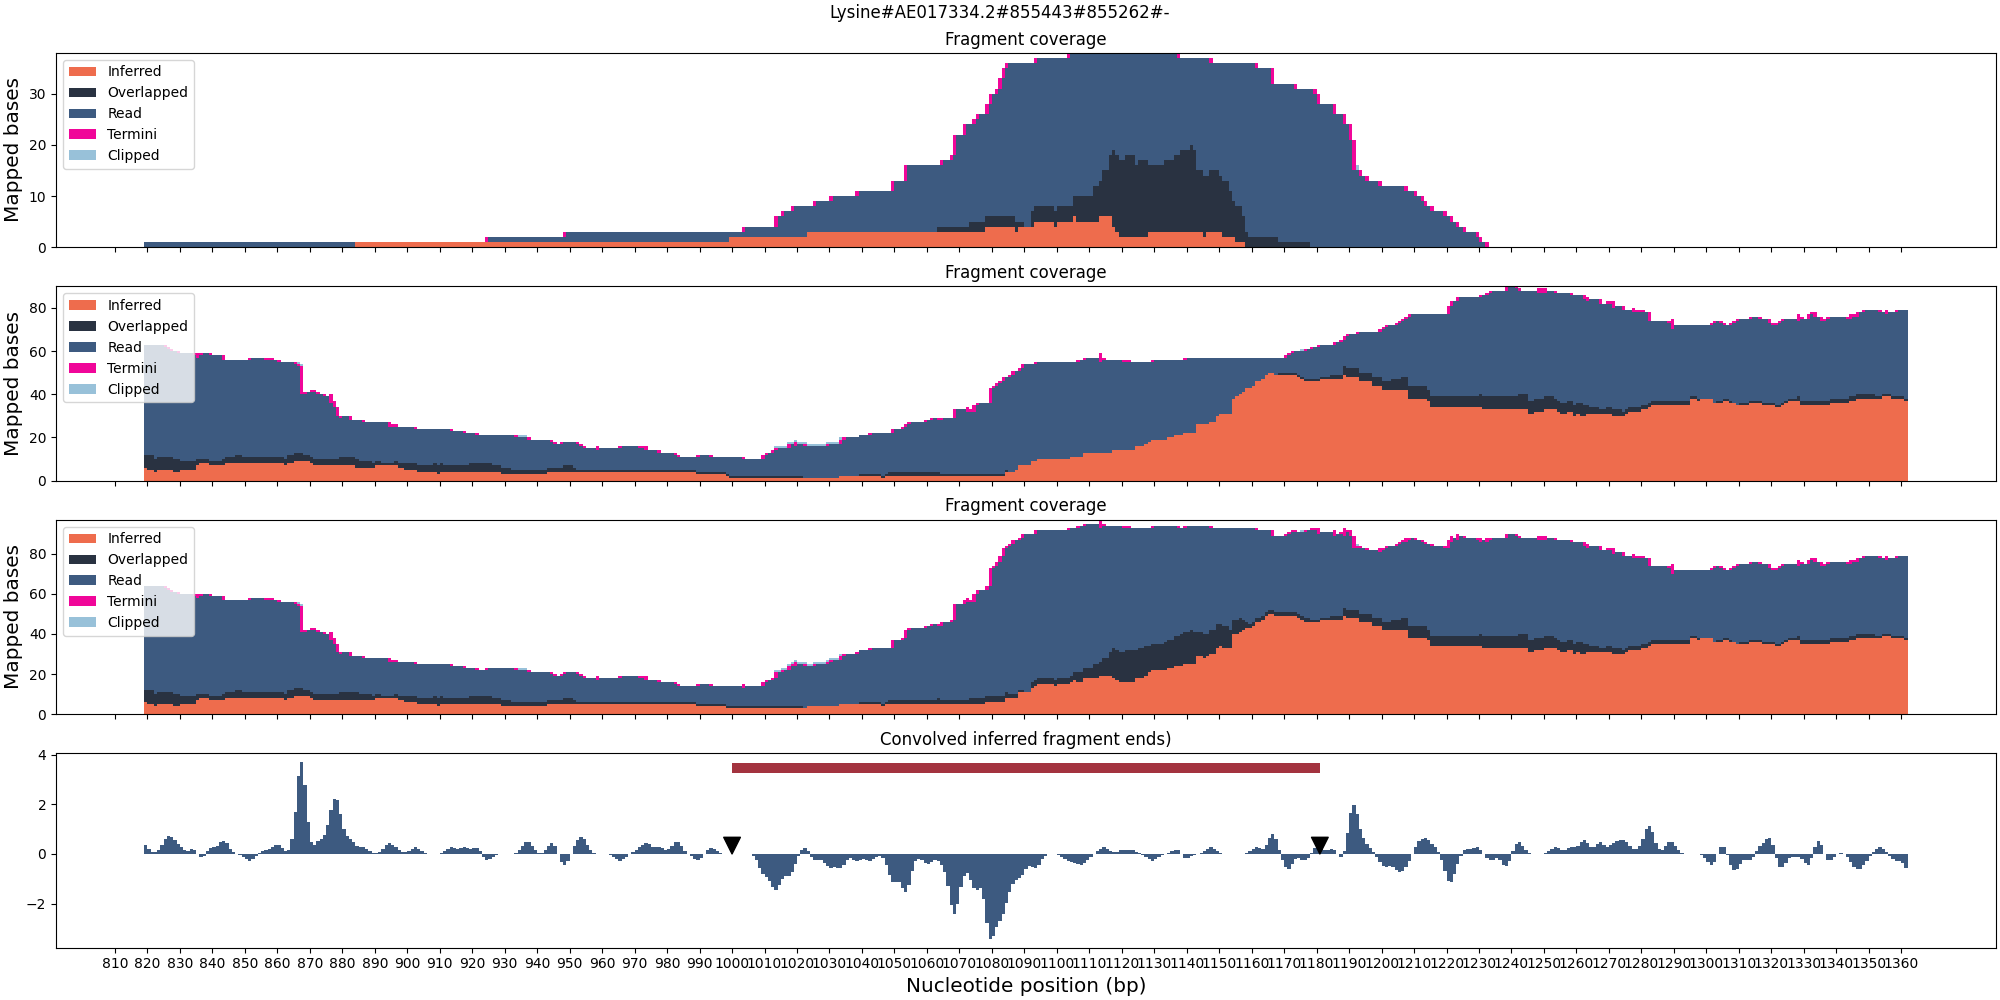 Lysine#AE017334.2#855443#855262#-
Fragment coverage
Mapped bases
30
20
10
0
Inferred
Overlapped
Read
Termini
Clipped
Fragment coverage
Mapped bases
80
60
40
20
0
Inferred
Overlapped
Read
Termini
Clipped
Fragment coverage
Mapped bases
80
60
40
20
0
Inferred
Overlapped
Read
Termini
Clipped
Convolved inferred fragment ends)
4
2
0
−2
810 820 830 840 850 860 870 880 890 900 910 920 930 940 950 960 970 980 990 1000 1010 1020 1030 1040 1050 1060 1070 1080 1090 1100 1110 1120 1130 1140 1150 1160 1170 1180 1190 1200 1210 1220 1230 1240 1250 1260 1270 1280 1290 1300 1310 1320 1330 1340 1350 1360
Nucleotide position (bp)